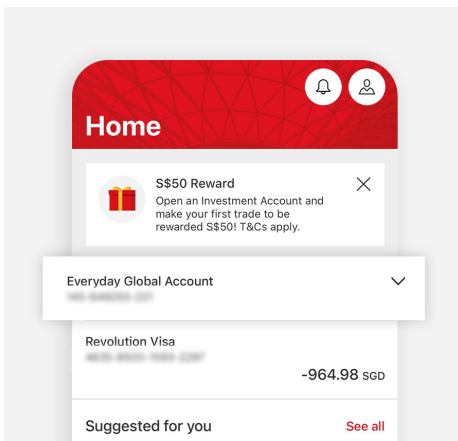 Home
S$50 Reward
Open an Investment Account and
make your first trade to be
rewarded S$50! T&Cs apply.
Everyday Global Account
Revolution Visa
-964.98 SGD
Suggested for you
See all